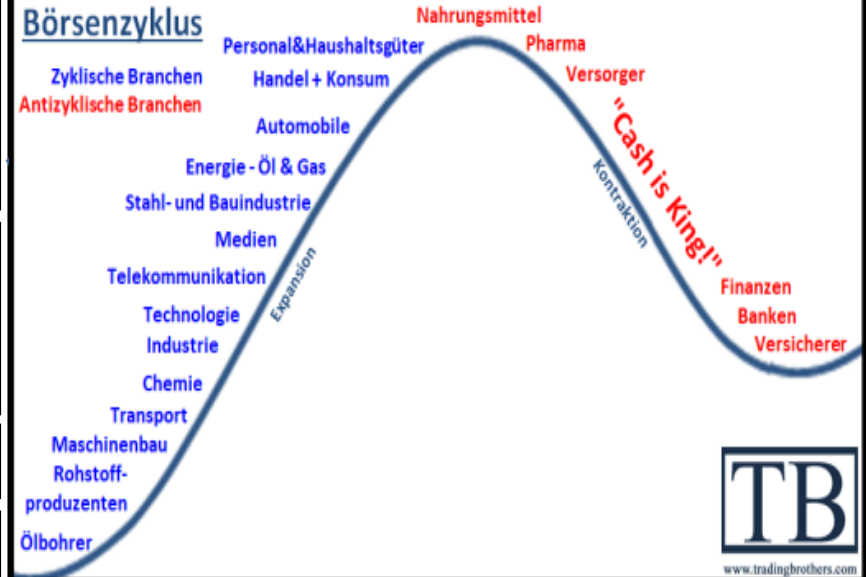 Börsenzyklus
Zyklische Branchen
Antizyklische Branchen
Nahrungsmittel
Personal&Haushaltsgüter
Pharma
Handel + Konsum
Versorger
Automobile
"Cash is King!"
Energie - Öl & Gas
Kontraktion
Stahl- und Bauindustrie
Medien
Expansion
Telekommunikation
Finanzen
Technologie
Banken
Industrie
Versicherer
Chemie
Transport
Maschinenbau
Rohstoff-
produzenten
Ölbohrer
TB
www.tradingbrothers.com